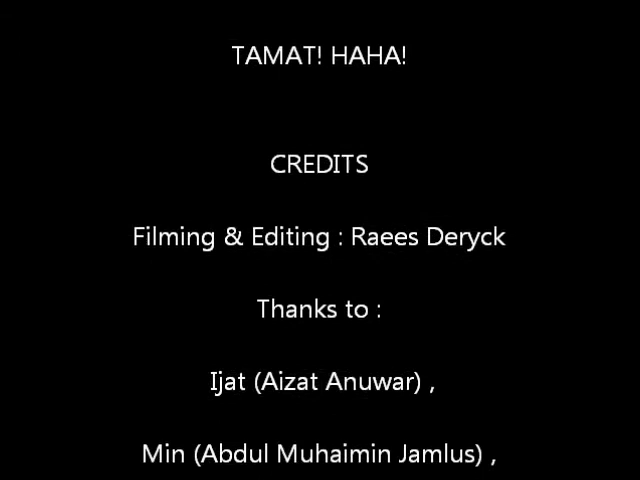 TAMAT! HAHA!
CREDITS
Filming & Editing : Raees Deryck
Thanks to :
Ijat (Aizat Anuwar) ,
Min (Abdul Muhaimin Jamlus) ,